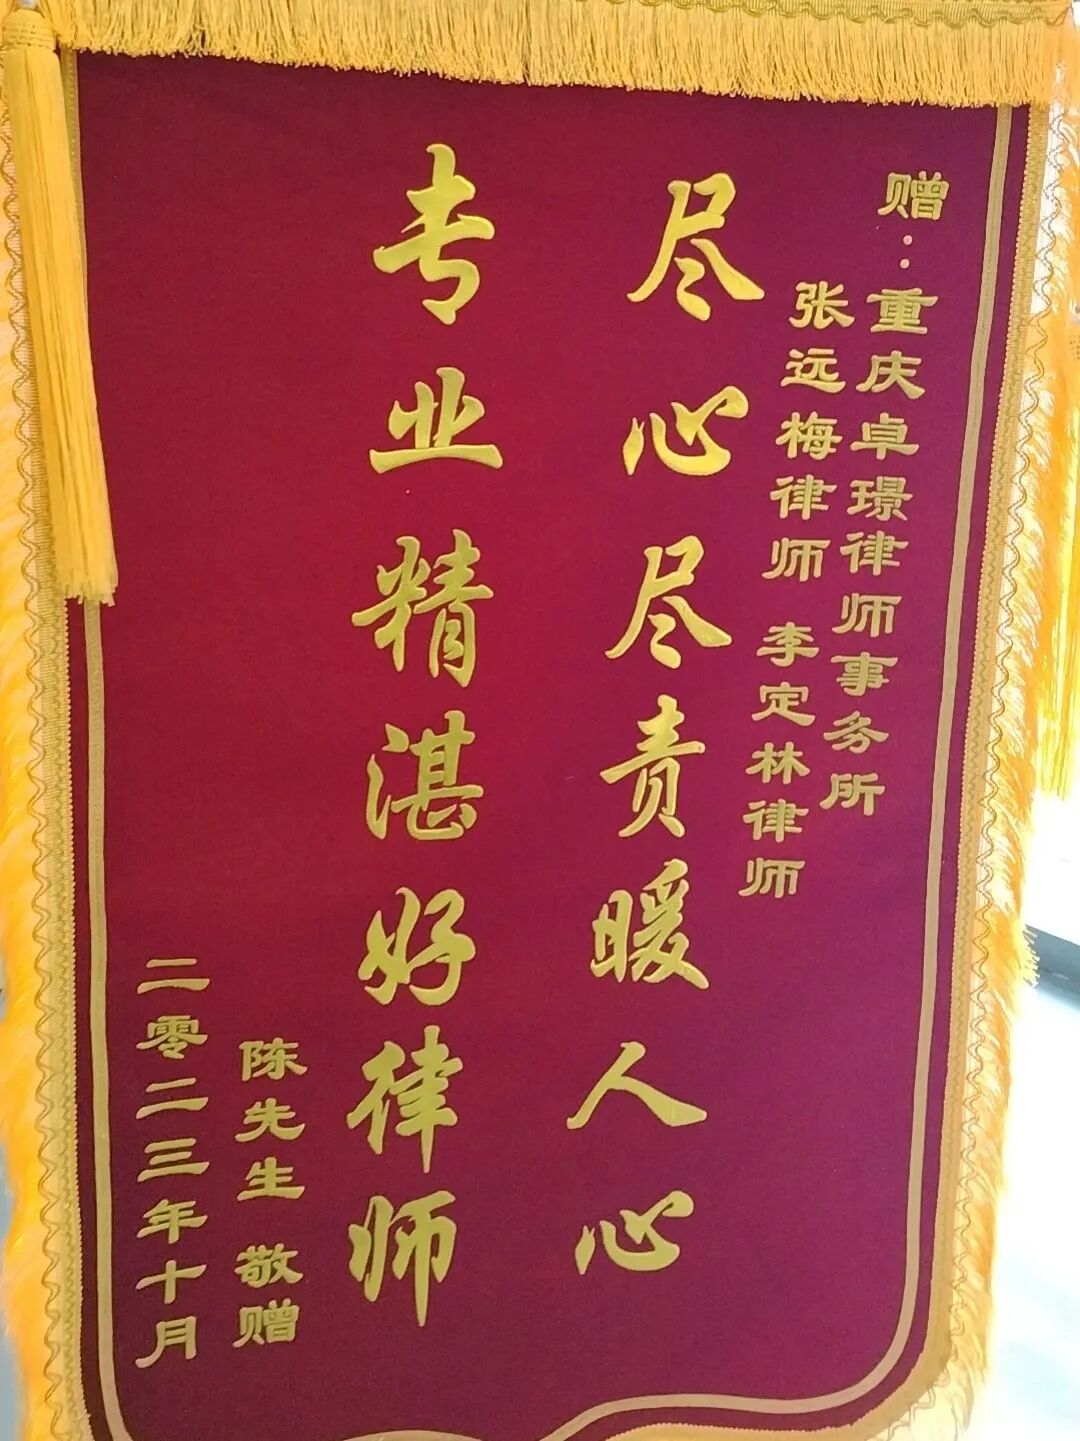 赠：重庆卓璟律师事务所
张远梅律师 李定林律师
尽心尽责暖人心
专业精湛好律师
陈先生 敬赠
二零二三年十月